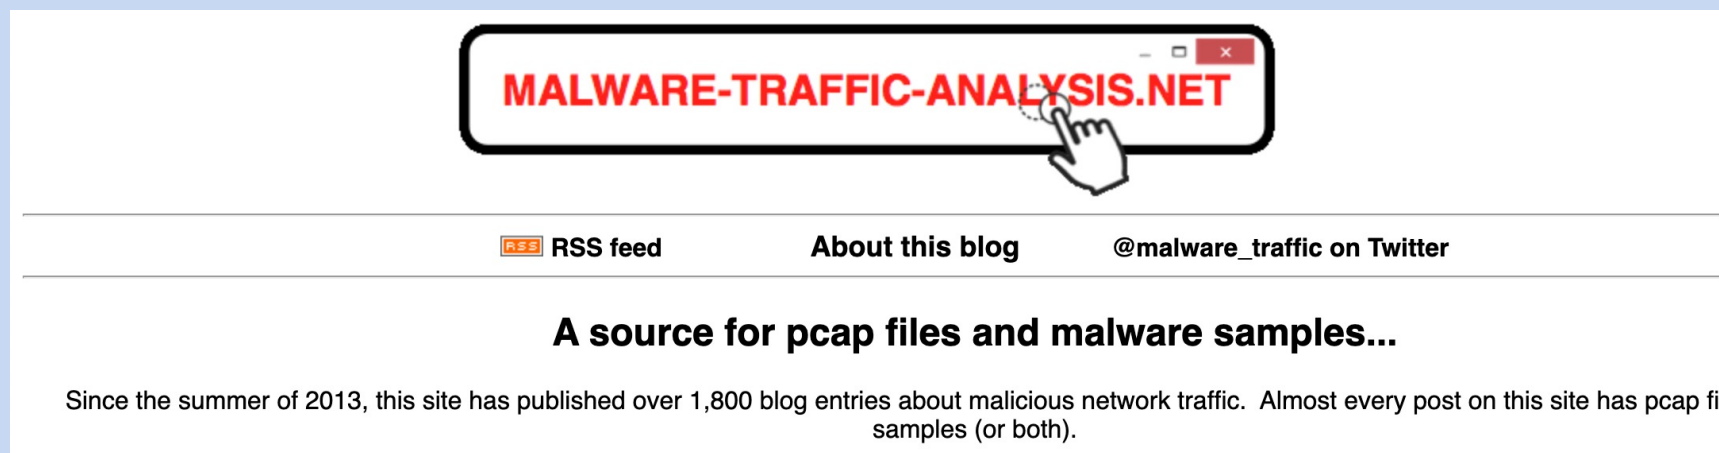 MALWARE-TRAFFIC-ANALYSIS.NET
RSS RSS feed About this blog @malware_traffic on Twitter
A source for pcap files and malware samples...
Since the summer of 2013, this site has published over 1,800 blog entries about malicious network traffic. Almost every post on this site has pcap fi
samples (or both).